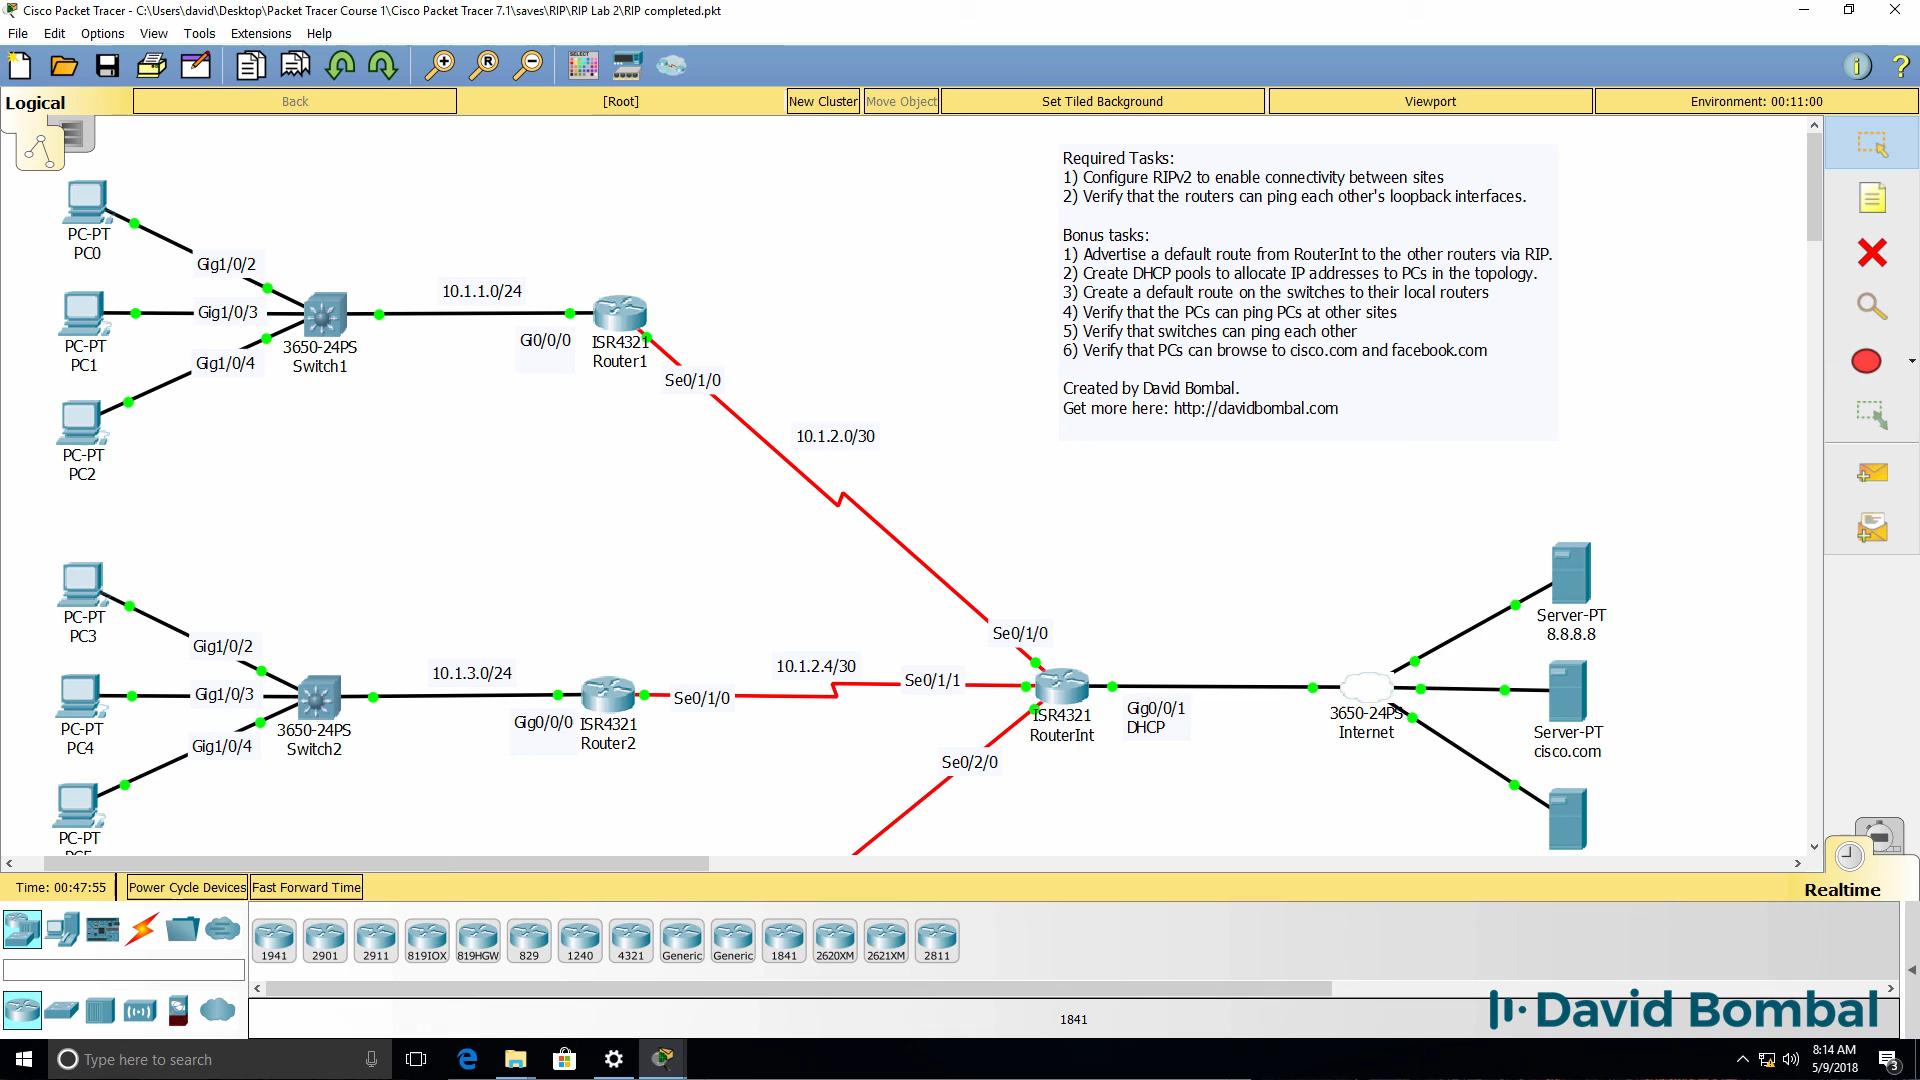 Cisco Packet Tracer - C:\Users\david\Desktop\Packet Tracer Course 1\Cisco Packet Tracer 7.1\saves\RIP\RIP Lab 2\RIP completed.pkt
File Edit Options View Tools Extensions Help
Logical Back [Root] New Cluster Move Object Set Tiled Background Viewport Environment: 00:11:00
Required Tasks:
1) Configure RIPv2 to enable connectivity between sites
2) Verify that the routers can ping each other's loopback interfaces.
Bonus tasks:
1) Advertise a default route from RouterInt to the other routers via RIP.
2) Create DHCP pools to allocate IP addresses to PCs in the topology.
3) Create a default route on the switches to their local routers
4) Verify that the PCs can ping PCs at other sites
5) Verify that switches can ping each other
6) Verify that PCs can browse to cisco.com and facebook.com
Created by David Bombal.
Get more here: http://davidbombal.com
PC-PT
PC0
Gig1/0/2
PC-PT
PC1
Gig1/0/3
PC-PT
PC2
Gig1/0/4
3650-24PS
Switch1
10.1.1.0/24
Gi0/0/0
ISR4321
Router1
Se0/1/0
10.1.2.0/30
Se0/1/0
PC-PT
PC3
Gig1/0/2
PC-PT
PC4
Gig1/0/3
PC-PT
Gig1/0/4
3650-24PS
Switch2
10.1.3.0/24
Gig0/0/0
ISR4321
Router2
Se0/1/0
10.1.2.4/30
Se0/1/1
ISR4321
RouterInt
Se0/2/0
Gig0/0/1
DHCP
3650-24PS
Internet
Server-PT
8.8.8.8
Server-PT
cisco.com
Time: 00:47:55 Power Cycle Devices Fast Forward Time
Realtime
1941 2901 2911 819IOX 819HGW 829 1240 4321 Generic Generic 1841 2620XM 2621XM 2811
1841
David Bombal
Type here to search
8:14 AM
5/9/2018
3